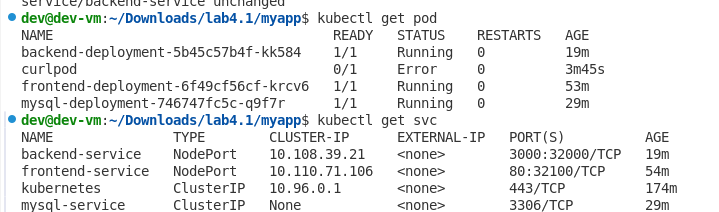 service/backend-service unchanged
dev@dev-vm:~/Downloads/lab4.1/myapp$ kubectl get pod
NAME                                   READY   STATUS    RESTARTS   AGE
backend-deployment-5b45c57b4f-kk584    1/1     Running   0          19m
curlpod                                0/1     Error     0          3m45s
frontend-deployment-6f49cf56cf-krcv6   1/1     Running   0          53m
mysql-deployment-746747fc5c-q9f7r      1/1     Running   0          29m
dev@dev-vm:~/Downloads/lab4.1/myapp$ kubectl get svc
NAME               TYPE        CLUSTER-IP      EXTERNAL-IP   PORT(S)          AGE
backend-service    NodePort    10.108.39.21    <none>        3000:32000/TCP   19m
frontend-service   NodePort    10.110.71.106   <none>        80:32100/TCP     54m
kubernetes         ClusterIP   10.96.0.1       <none>        443/TCP          174m
mysql-service      ClusterIP   None            <none>        3306/TCP         29m